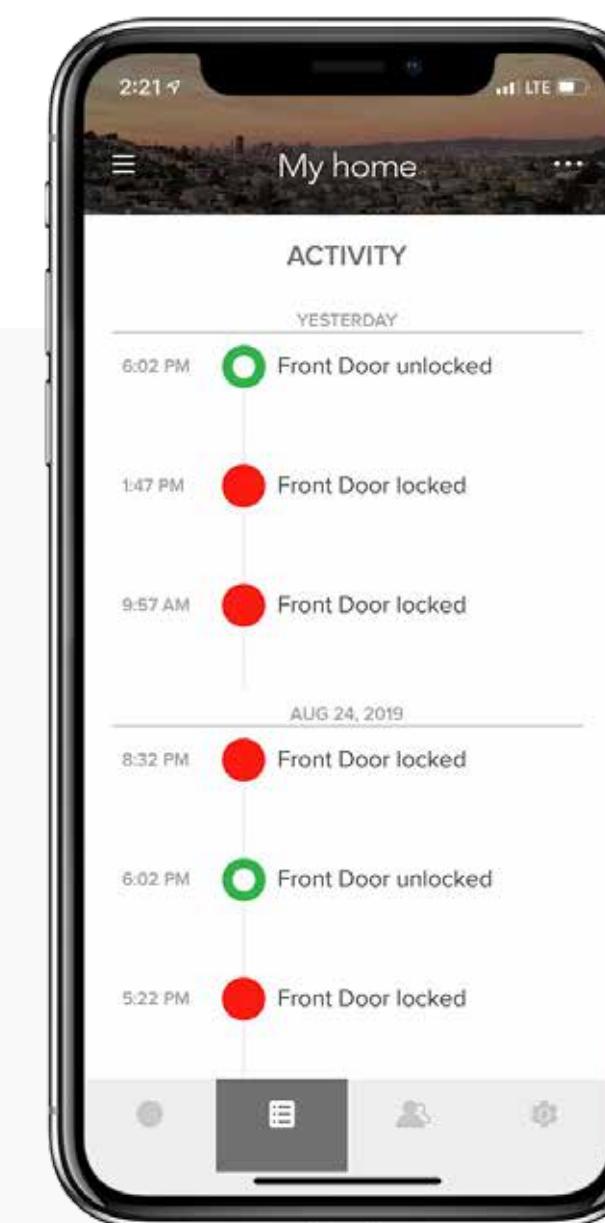 2:21
LTE
My home
ACTIVITY
YESTERDAY
6:02 PM Front Door unlocked
1:47 PM Front Door locked
9:57 AM Front Door locked
AUG 24, 2019
8:32 PM Front Door locked
6:02 PM Front Door unlocked
5:22 PM Front Door locked